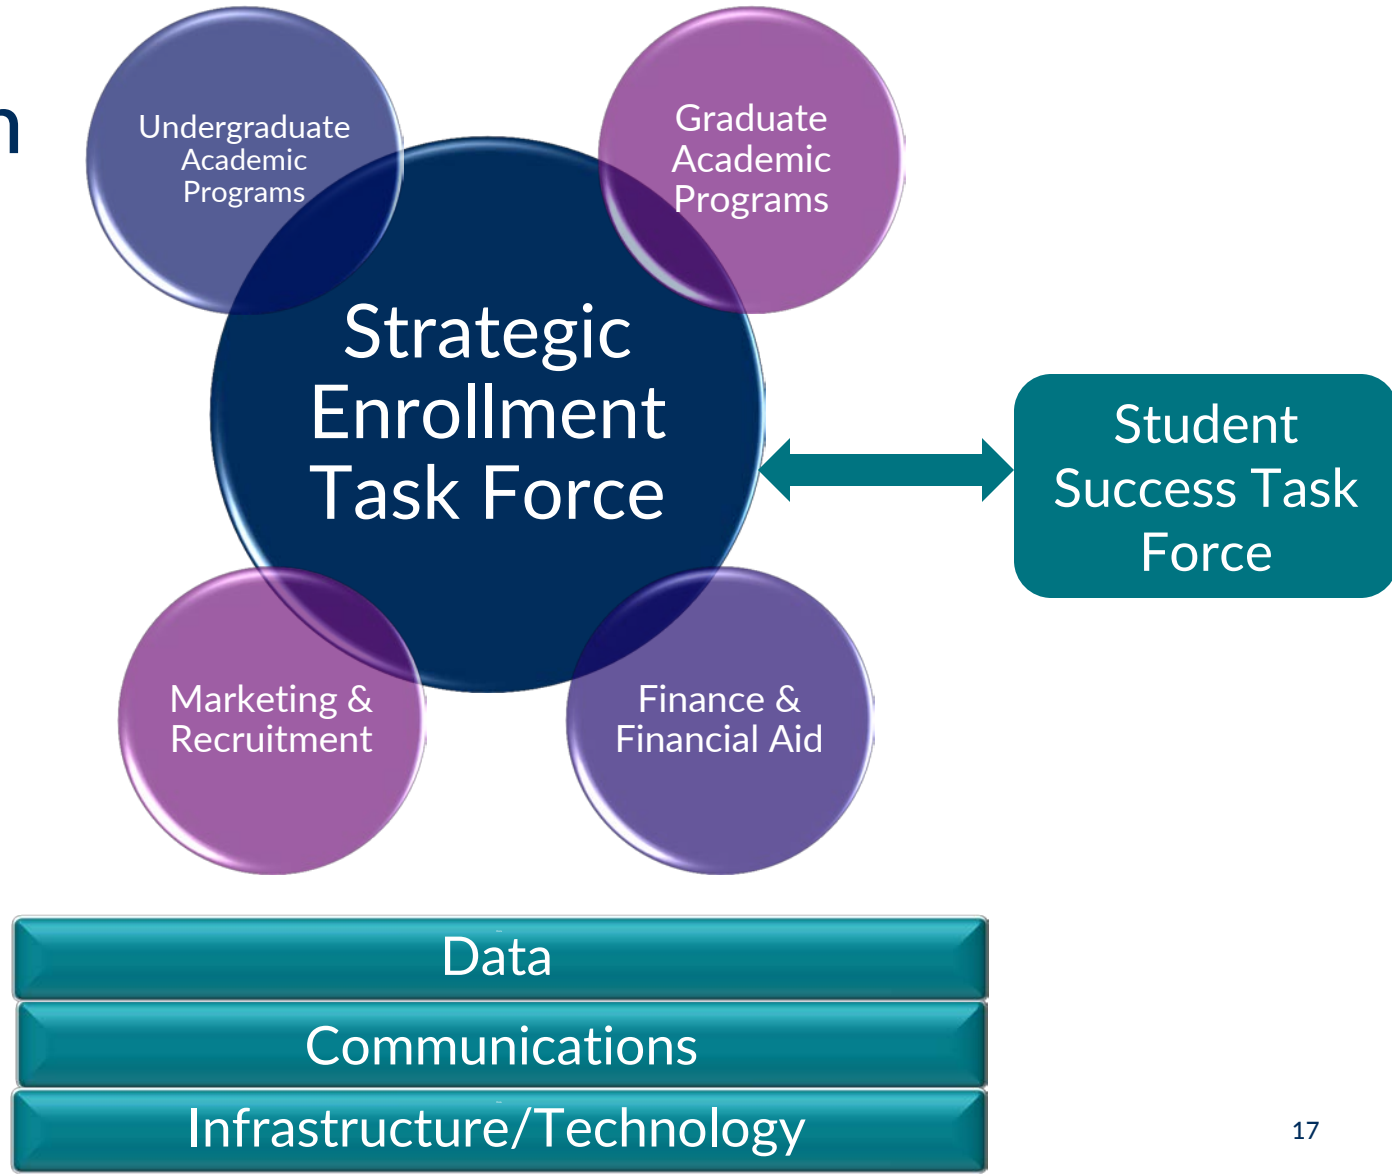 Undergraduate
Academic
Programs
Graduate
Academic
Programs
Strategic
Enrollment
Task Force
Student
Success Task
Force
Marketing &
Recruitment
Finance &
Financial Aid
Data
Communications
Infrastructure/Technology
17